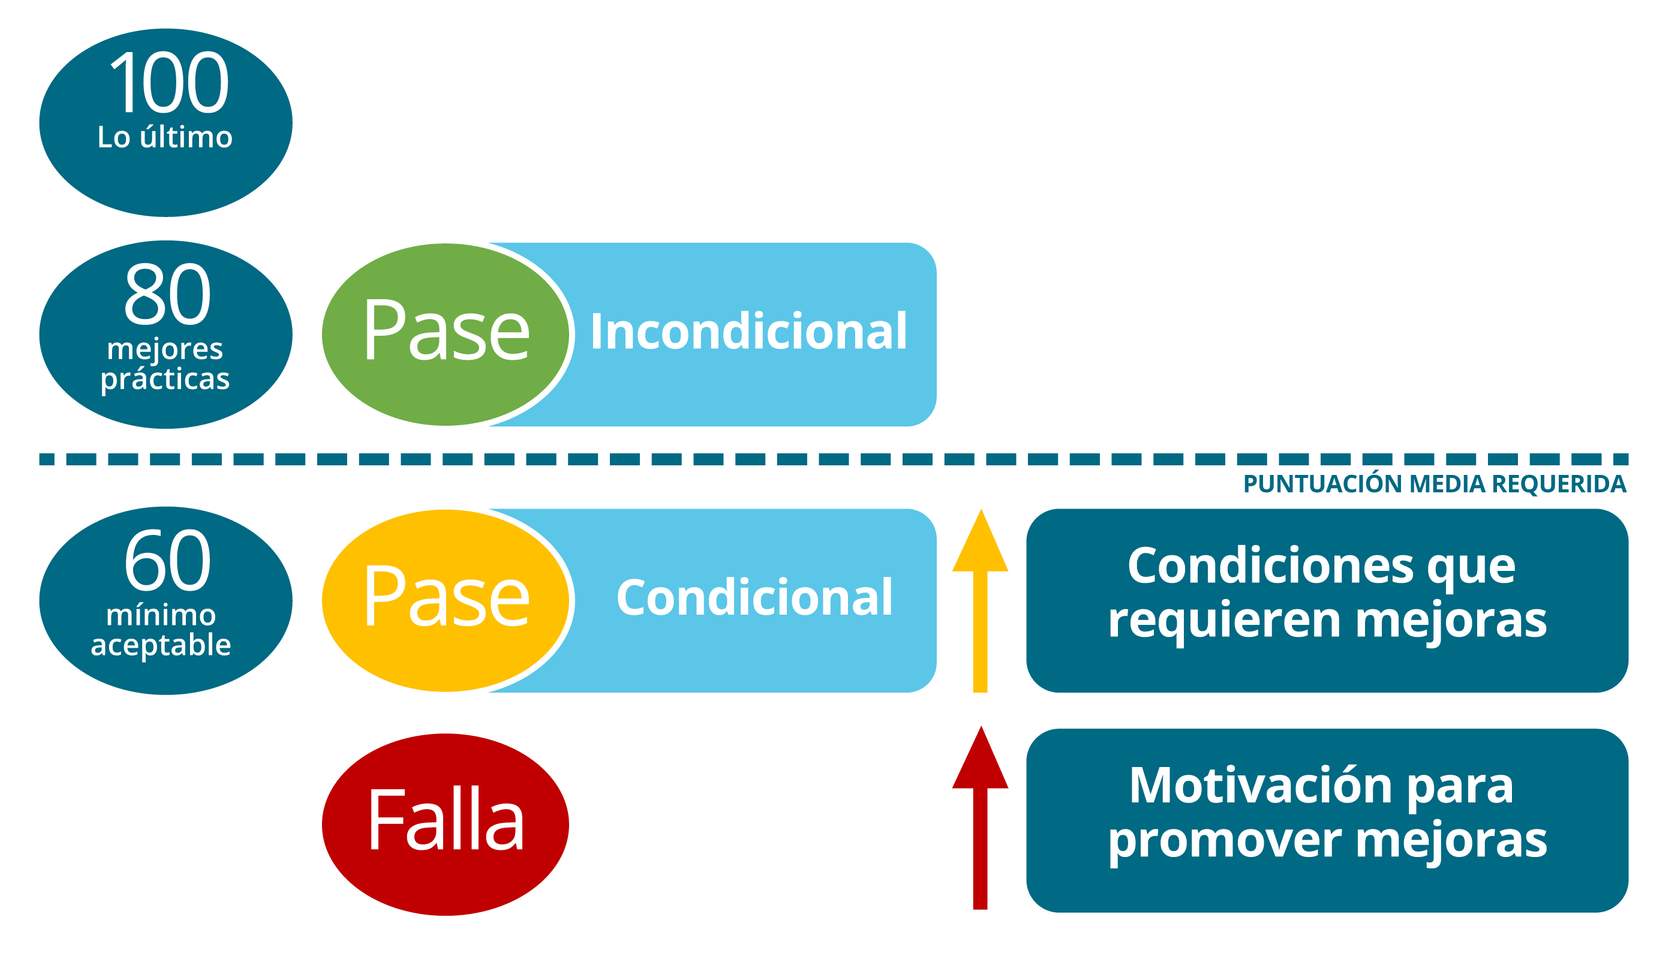 100
Lo último
80
mejores
prácticas
Pase
Incondicional
PUNTUACIÓN MEDIA REQUERIDA
60
mínimo
aceptable
Pase
Condicional
Condiciones que
requieren mejoras
Falla
Motivación para
promover mejoras